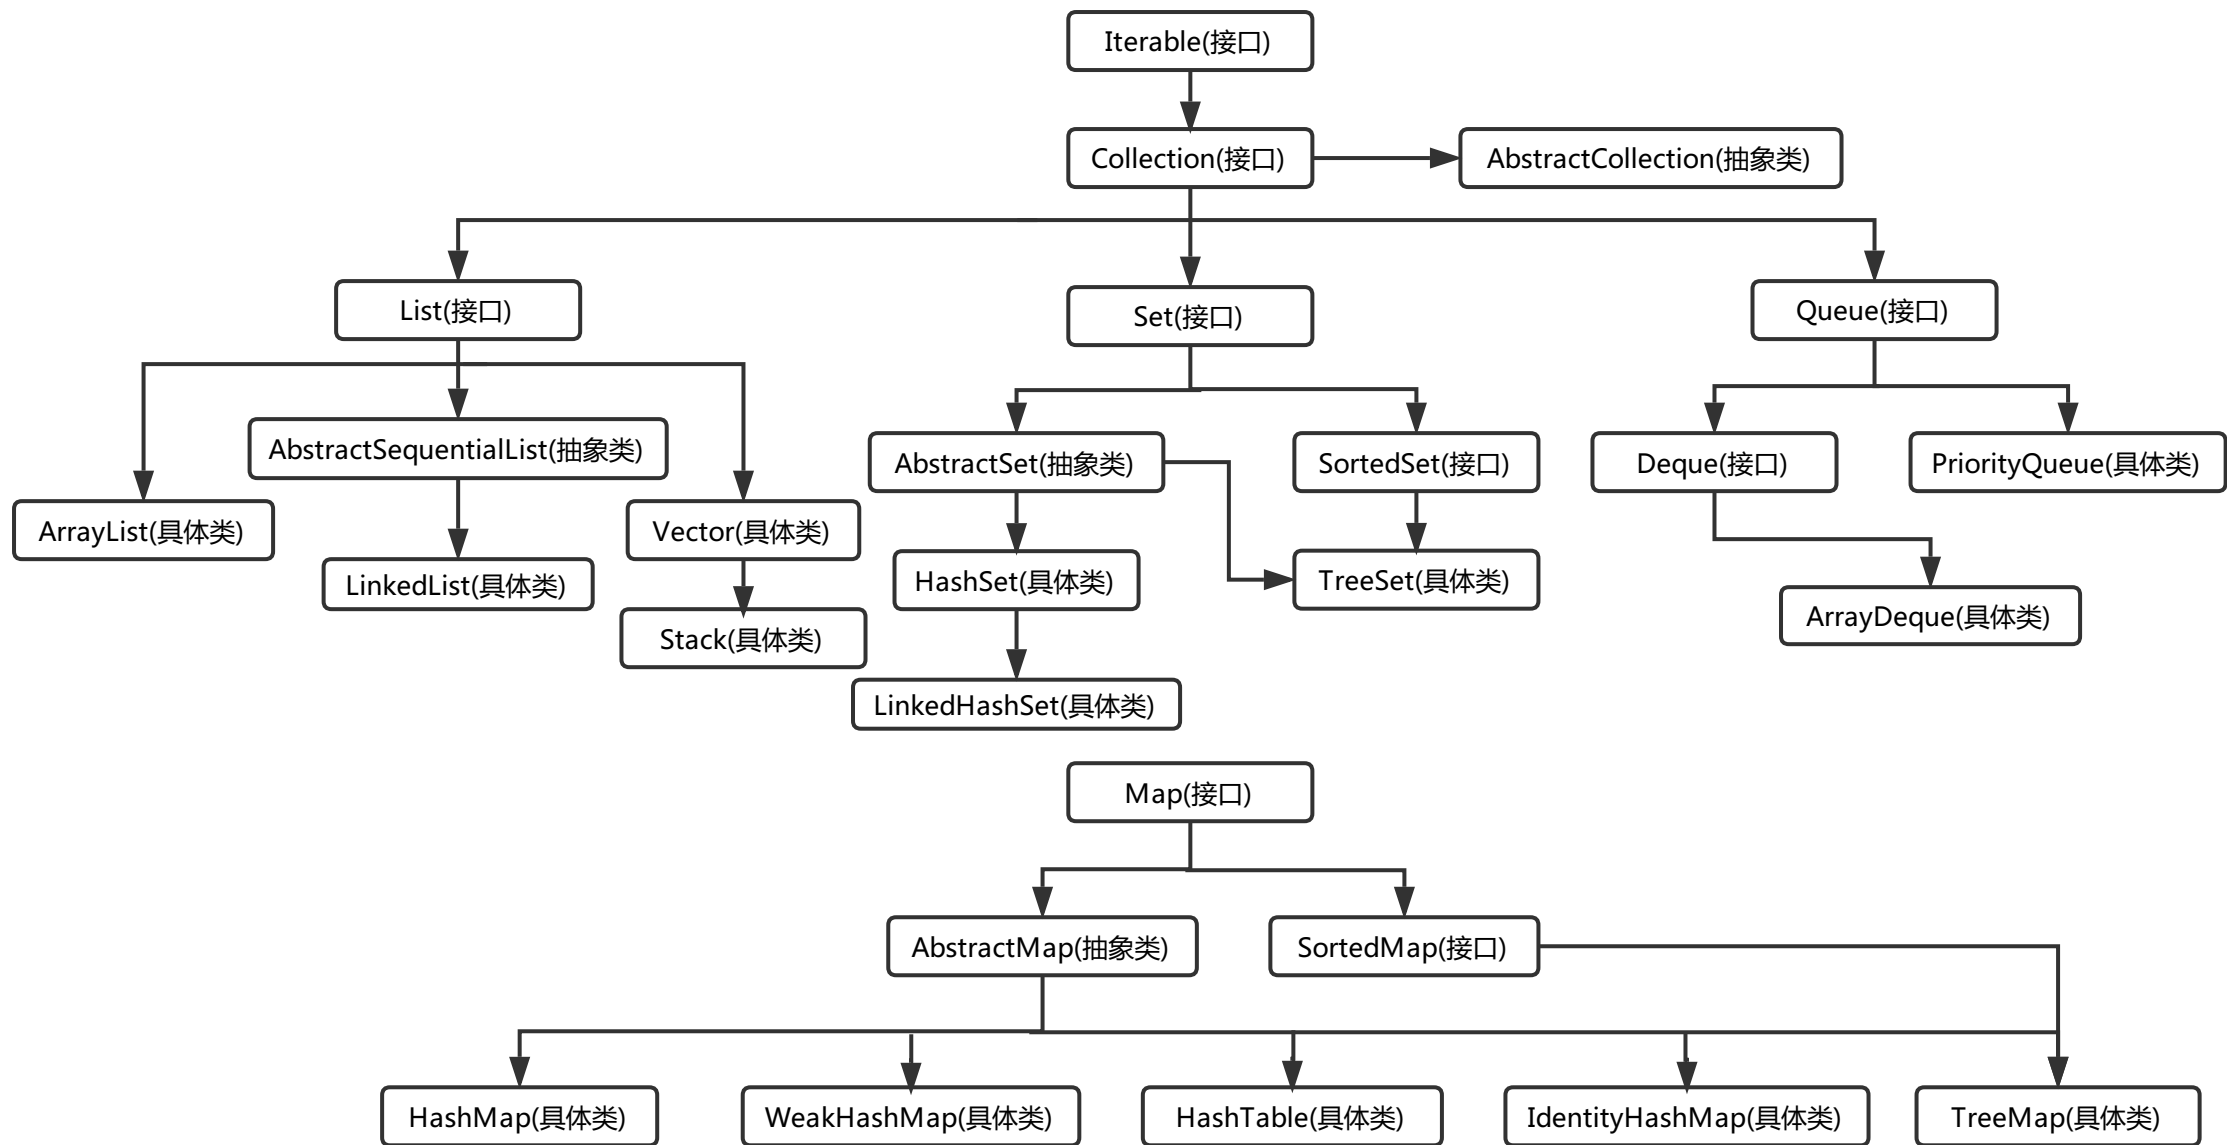 Iterable(接口)
Collection(接口)
AbstractCollection(抽象类)
List(接口)
Set(接口)
Queue(接口)
AbstractSequentialList(抽象类)
AbstractSet(抽象类)
SortedSet(接口)
Deque(接口)
PriorityQueue(具体类)
ArrayList(具体类)
Vector(具体类)
LinkedList(具体类)
HashSet(具体类)
TreeSet(具体类)
ArrayDeque(具体类)
Stack(具体类)
LinkedHashSet(具体类)
Map(接口)
AbstractMap(抽象类)
SortedMap(接口)
HashMap(具体类)
WeakHashMap(具体类)
HashTable(具体类)
IdentityHashMap(具体类)
TreeMap(具体类)